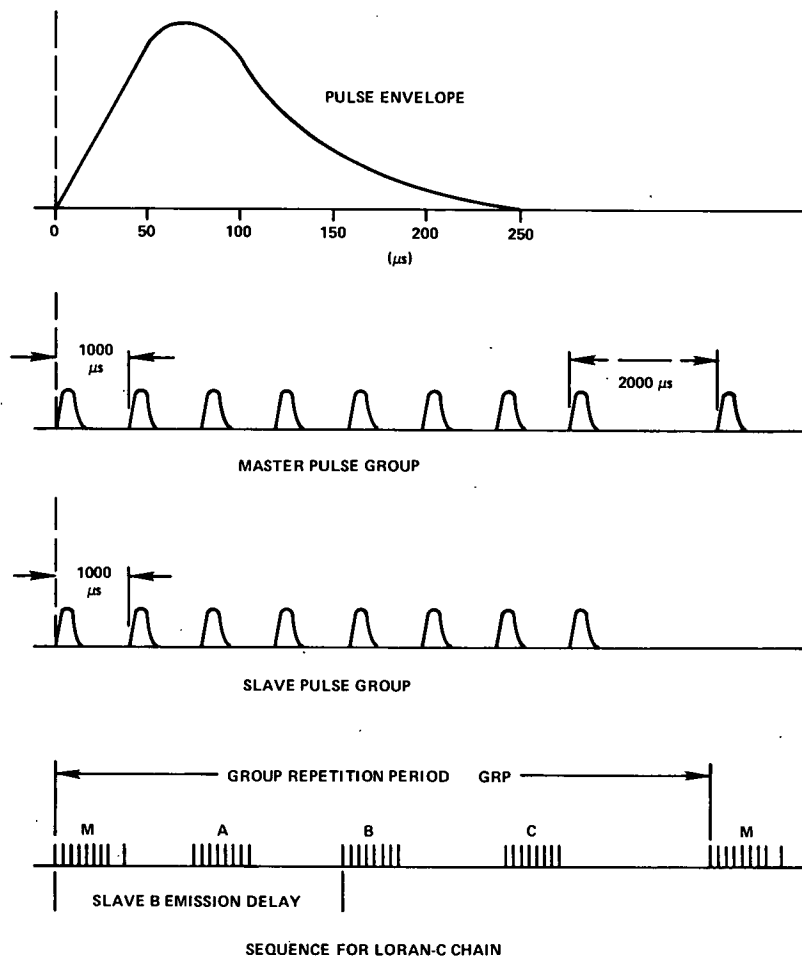 PULSE ENVELOPE
0 50 100 150 200 250
(μs)
1000
μs
2000 μs
MASTER PULSE GROUP
1000
μs
SLAVE PULSE GROUP
GROUP REPETITION PERIOD GRP
M A B C M
SLAVE B EMISSION DELAY
SEQUENCE FOR LORAN-C CHAIN